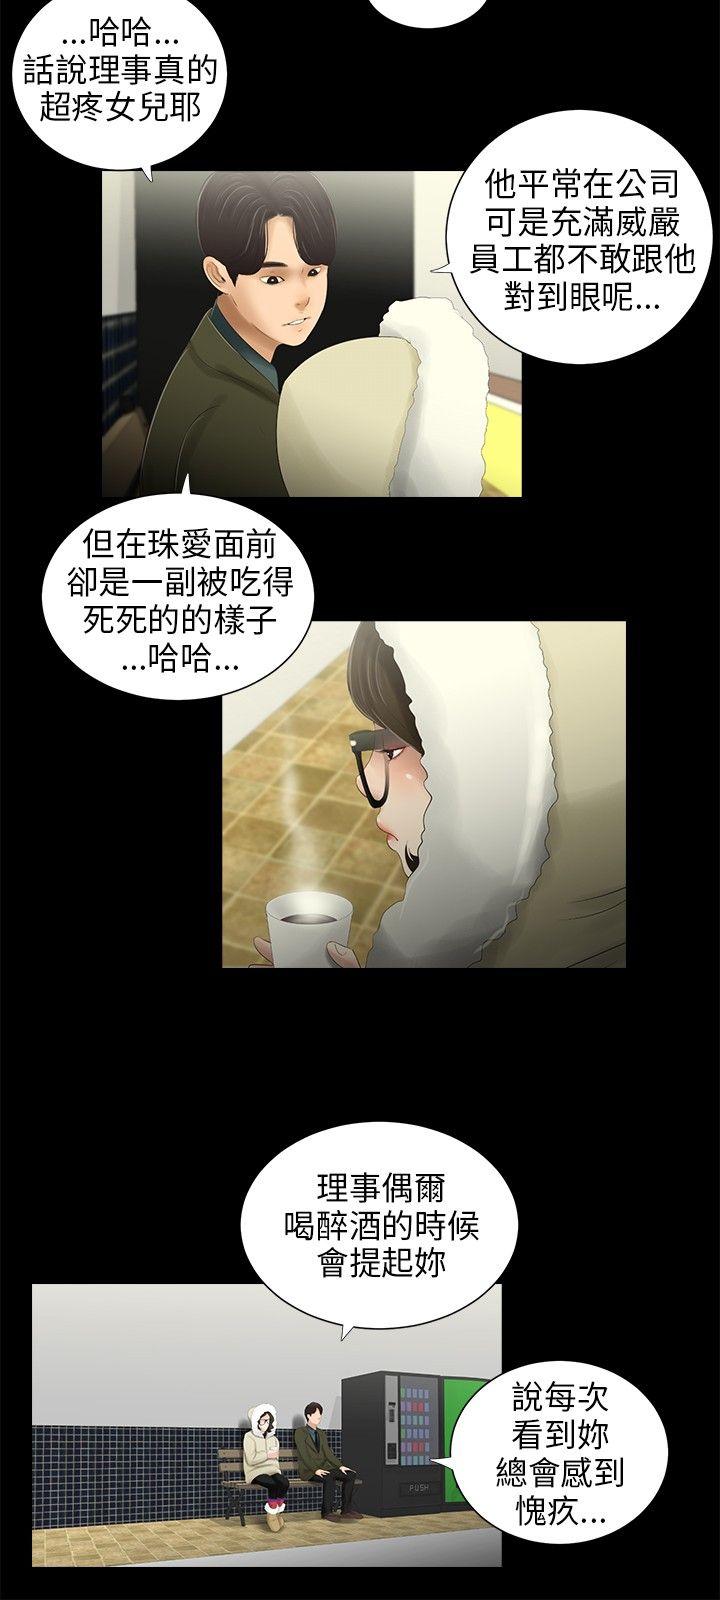 ...哈哈...
話說理事真的
超疼女兒耶
他平常在公司
可是充滿威嚴
員工都不敢跟他
對到眼呢...
但在珠愛面前
卻是一副被吃得
死死的的樣子
...哈哈...
理事偶爾
喝醉酒的時候
會提起妳
說每次
看到妳
總會感到
愧疚...
PUSH